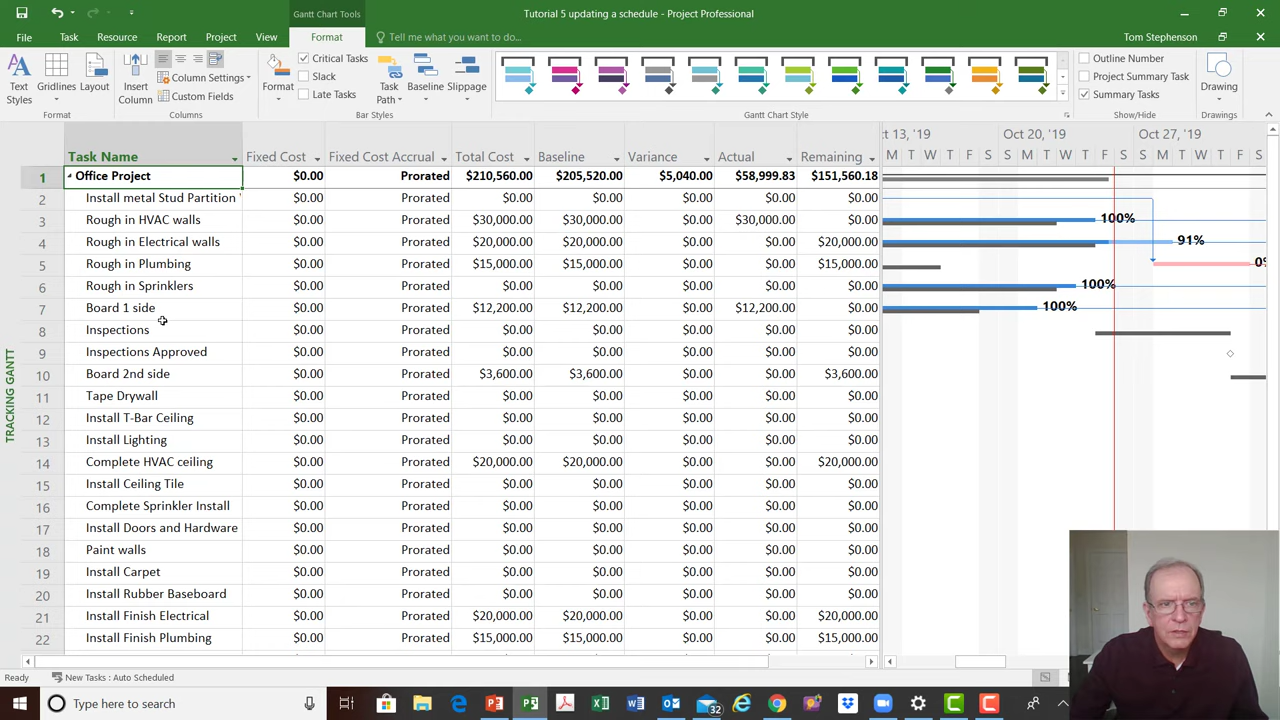 Gantt Chart Tools
Tutorial 5 updating a schedule - Project Professional
File Task Resource Report Project View Format Tell me what you want to do... Tom Stephenson
Text Styles
Gridlines
Layout
Format
Insert Column
Column Settings
Custom Fields
Columns
Format
Critical Tasks
Slack
Late Tasks
Task Path
Baseline
Slippage
Bar Styles
Gantt Chart Style
Outline Number
Project Summary Task
Summary Tasks
Show/Hide
Drawing
Drawings
TRACKING GANTT
Task Name Fixed Cost Fixed Cost Accrual Total Cost Baseline Variance Actual Remaining
1 Office Project $0.00 Prorated $210,560.00 $205,520.00 $5,040.00 $58,999.83 $151,560.18
2 Install metal Stud Partition $0.00 Prorated $0.00 $0.00 $0.00 $0.00 $0.00
3 Rough in HVAC walls $0.00 Prorated $30,000.00 $30,000.00 $0.00 $30,000.00 $0.00
4 Rough in Electrical walls $0.00 Prorated $20,000.00 $20,000.00 $0.00 $0.00 $20,000.00
5 Rough in Plumbing $0.00 Prorated $15,000.00 $15,000.00 $0.00 $0.00 $15,000.00
6 Rough in Sprinklers $0.00 Prorated $0.00 $0.00 $0.00 $0.00 $0.00
7 Board 1 side $0.00 Prorated $12,200.00 $12,200.00 $0.00 $12,200.00 $0.00
8 Inspections $0.00 Prorated $0.00 $0.00 $0.00 $0.00 $0.00
9 Inspections Approved $0.00 Prorated $0.00 $0.00 $0.00 $0.00 $0.00
10 Board 2nd side $0.00 Prorated $3,600.00 $3,600.00 $0.00 $0.00 $3,600.00
11 Tape Drywall $0.00 Prorated $0.00 $0.00 $0.00 $0.00 $0.00
12 Install T-Bar Ceiling $0.00 Prorated $0.00 $0.00 $0.00 $0.00 $0.00
13 Install Lighting $0.00 Prorated $0.00 $0.00 $0.00 $0.00 $0.00
14 Complete HVAC ceiling $0.00 Prorated $20,000.00 $20,000.00 $0.00 $0.00 $20,000.00
15 Install Ceiling Tile $0.00 Prorated $0.00 $0.00 $0.00 $0.00 $0.00
16 Complete Sprinkler Install $0.00 Prorated $0.00 $0.00 $0.00 $0.00 $0.00
17 Install Doors and Hardware $0.00 Prorated $0.00 $0.00 $0.00 $0.00 $0.00
18 Paint walls $0.00 Prorated $0.00 $0.00 $0.00 $0.00 $0.00
19 Install Carpet $0.00 Prorated $0.00 $0.00 $0.00 $0.00 $0.00
20 Install Rubber Baseboard $0.00 Prorated $0.00 $0.00 $0.00 $0.00 $0.00
21 Install Finish Electrical $0.00 Prorated $20,000.00 $20,000.00 $0.00 $0.00 $20,000.00
22 Install Finish Plumbing $0.00 Prorated $15,000.00 $15,000.00 $0.00 $0.00 $15,000.00
ct 13, '19 Oct 20, '19 Oct 27, '19
M T W T F S S M T W T F S S M T W T F S
100%
91%
0%
100%
100%
Ready New Tasks : Auto Scheduled
Type here to search
32